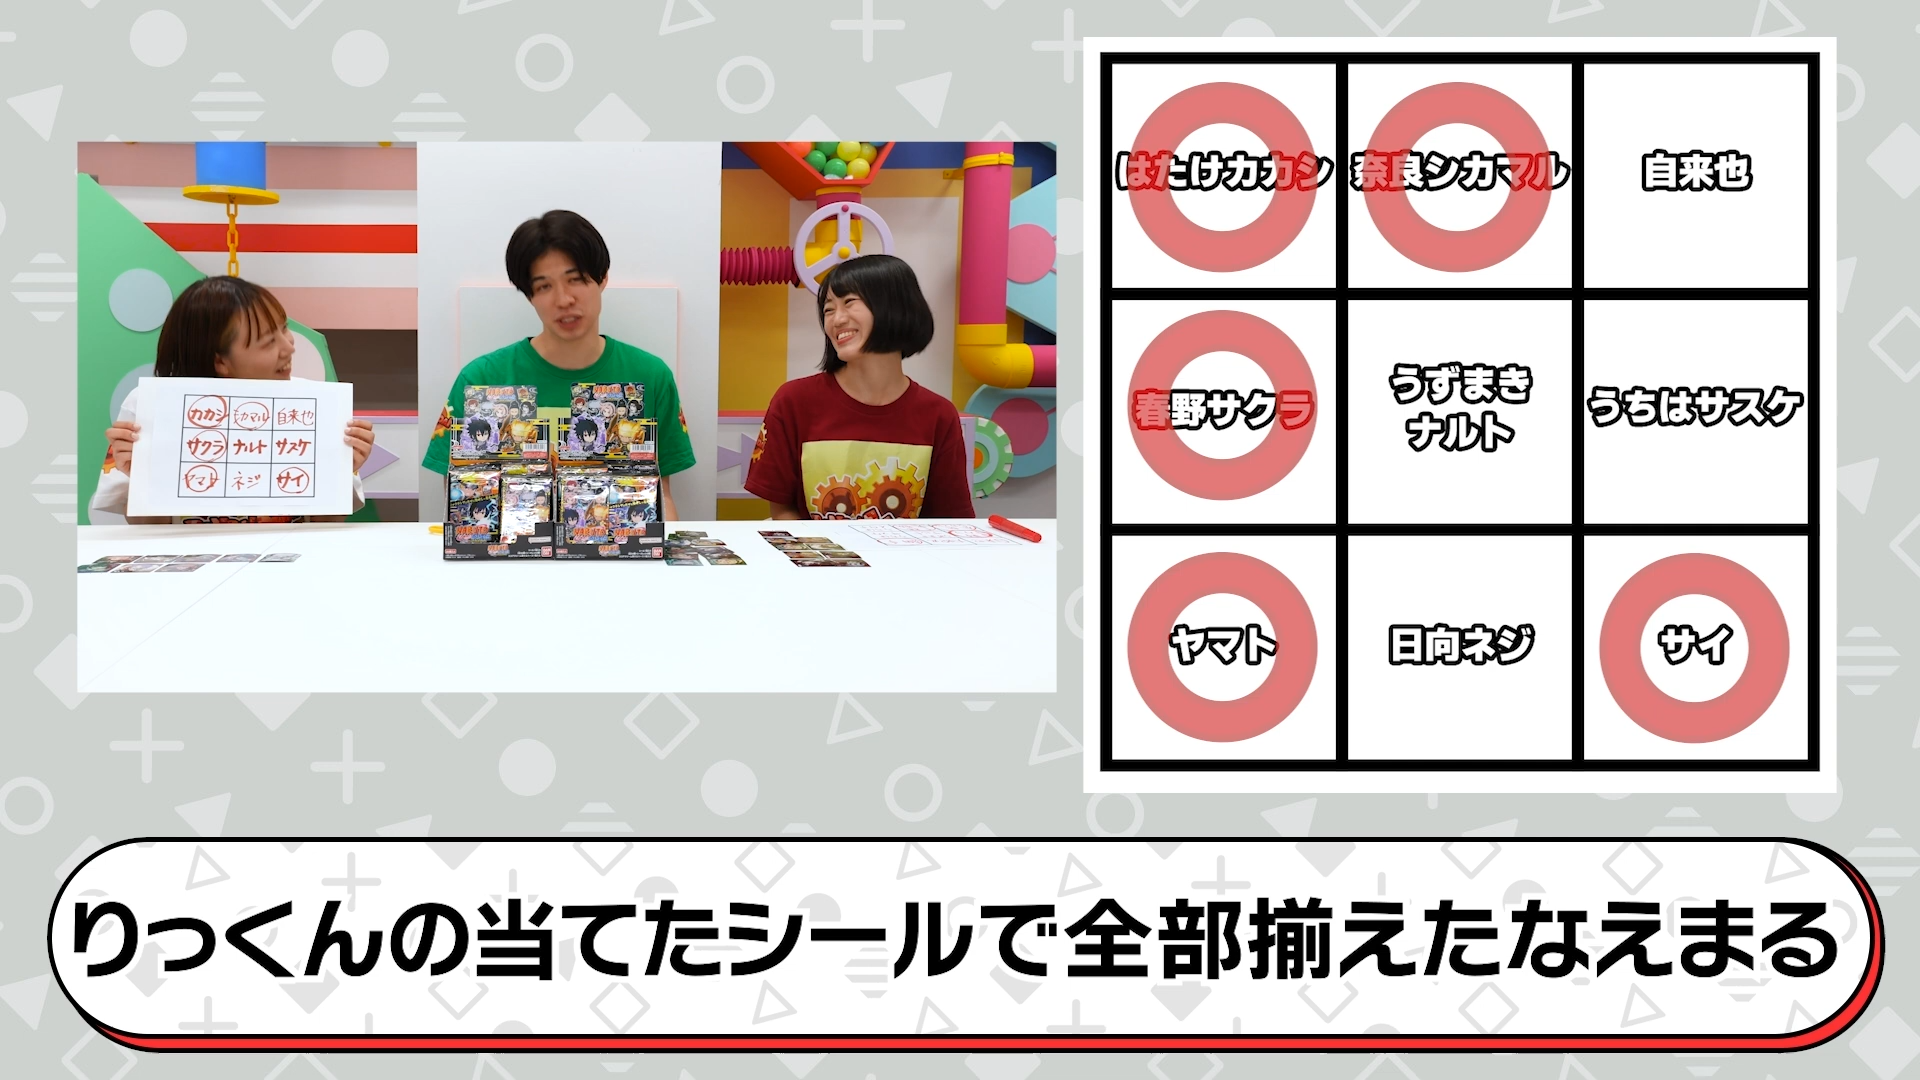 はたけカカシ 奈良シカマル 自来也
春野サクラ うずまき
ナルト うちはサスケ
ヤマト 日向ネジ サイ
カカシ シカマル 自来也
サクラ ナルト サスケ
ヤマト ネジ サイ
りっくんの当てたシールで全部揃えたなえまる